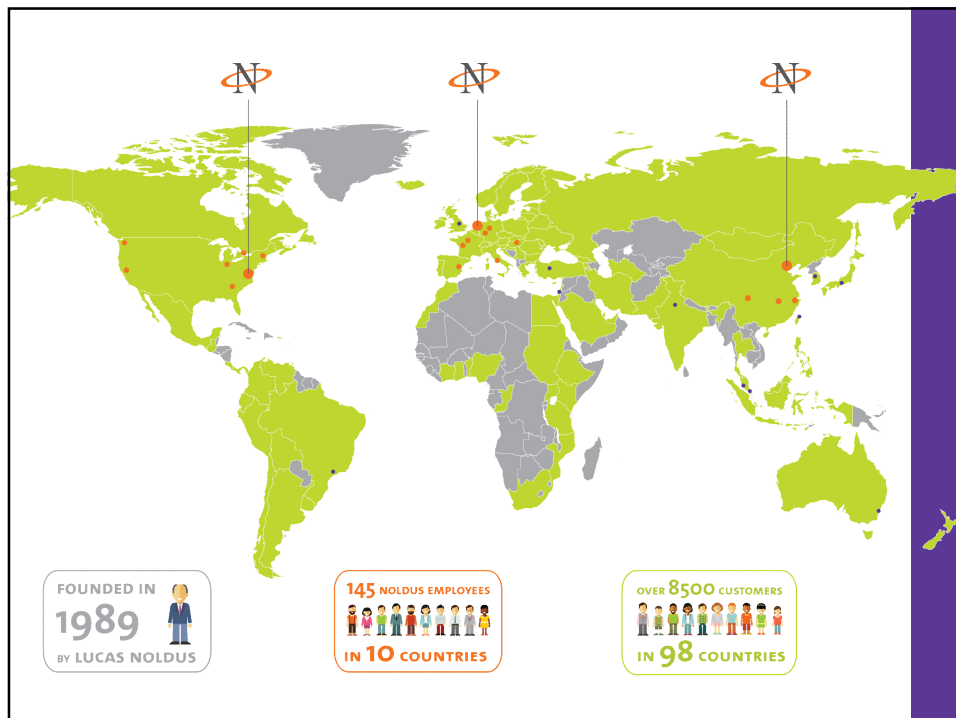 N N N
FOUNDED IN
1989
BY LUCAS NOLDUS
145 NOLDUS EMPLOYEES
IN 10 COUNTRIES
OVER 8500 CUSTOMERS
IN 98 COUNTRIES